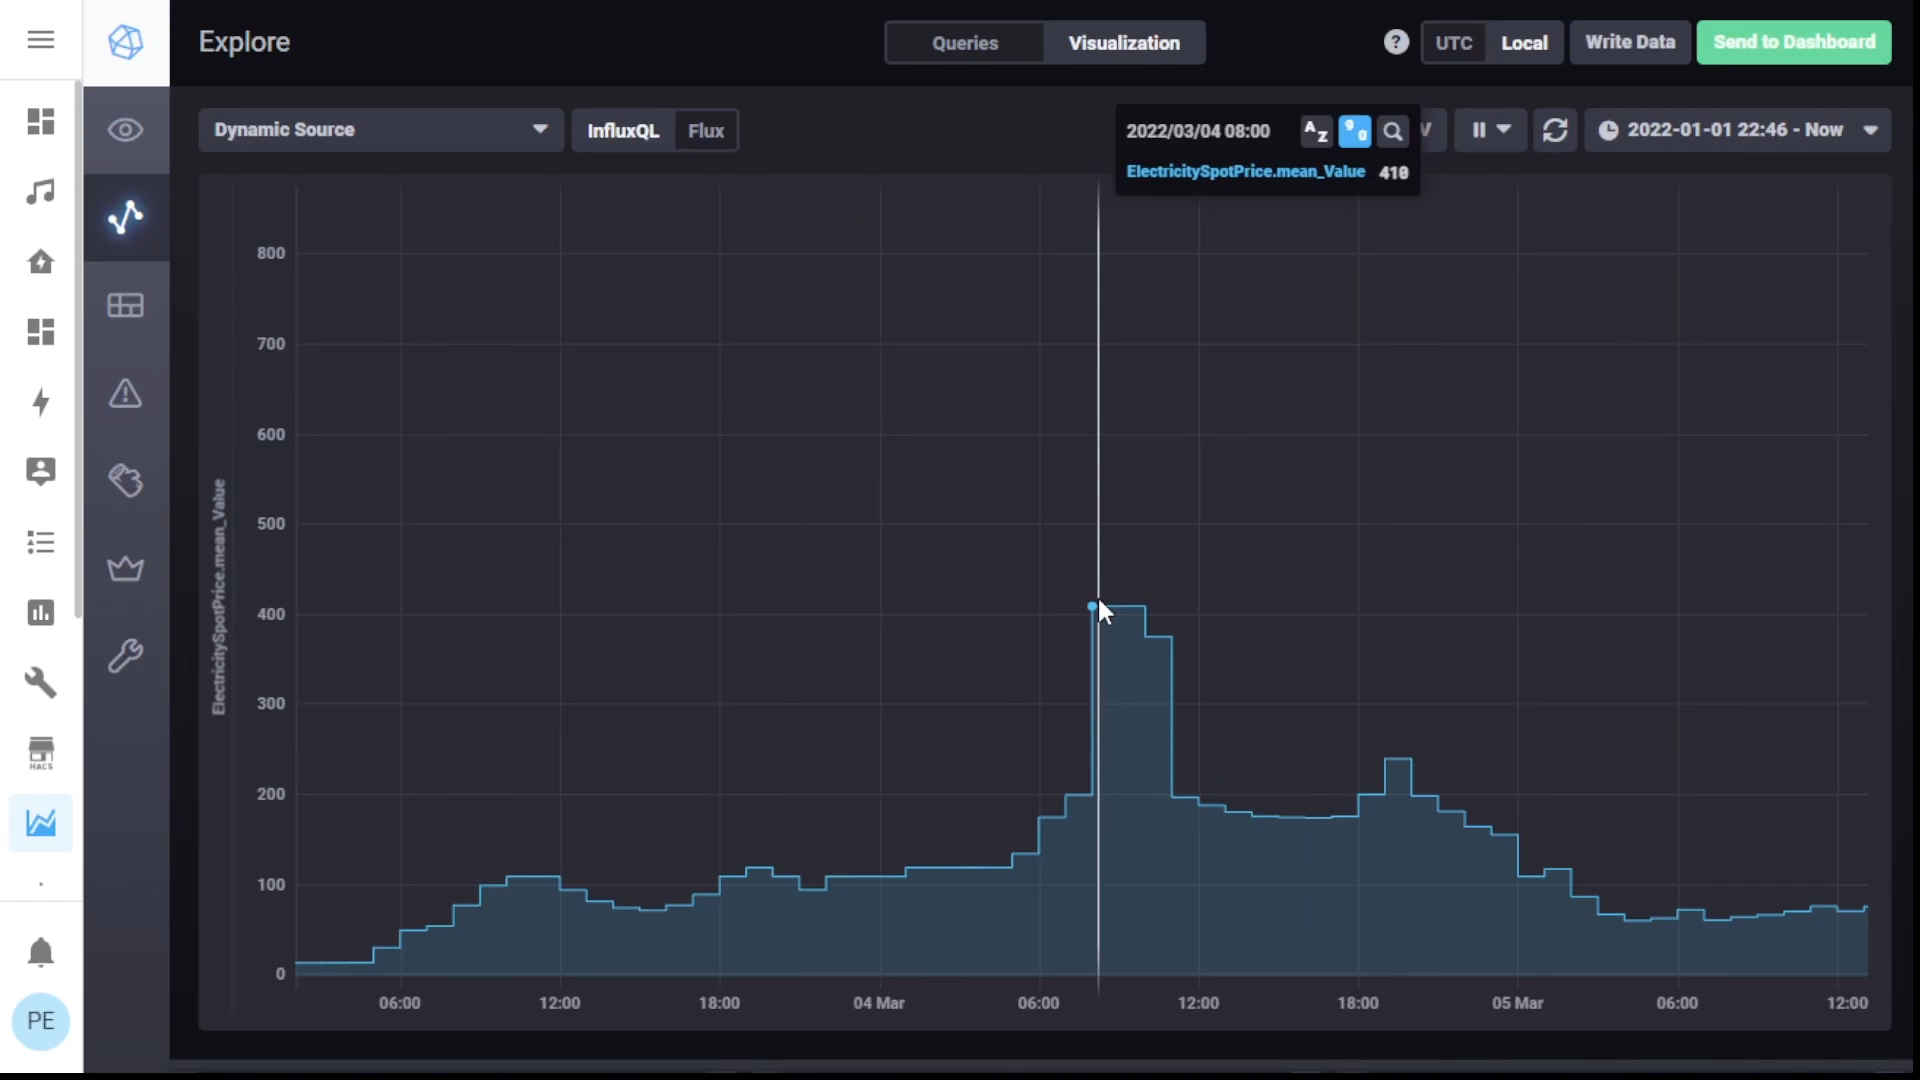 Explore
Queries
Visualization
?
UTC
Local
Write Data
Send to Dashboard
Dynamic Source
InfluxQL
Flux
2022/03/04 08:00
A
Z
9
0
V
2022-01-01 22:46 - Now
ElectricitySpotPrice.mean_Value 410
800
700
600
500
400
300
200
100
0
ElectricitySpotPrice.mean_Value
06:00
12:00
18:00
04 Mar
06:00
12:00
18:00
05 Mar
06:00
12:00
HACS
PE